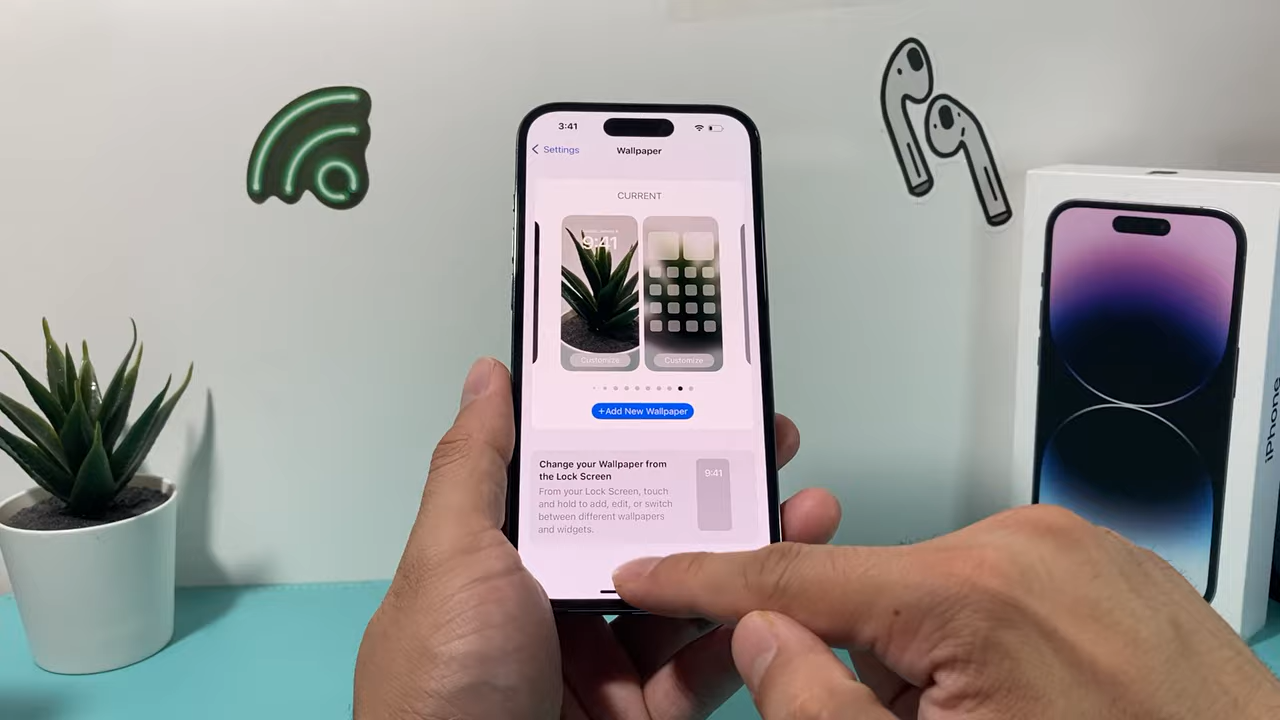 3:41
Settings
Wallpaper
CURRENT
9:41
Customize
Customize
+Add New Wallpaper
Change your Wallpaper from
the Lock Screen
9:41
From your Lock Screen, touch
and hold to add, edit, or switch
between different wallpapers
and widgets.
iPhone